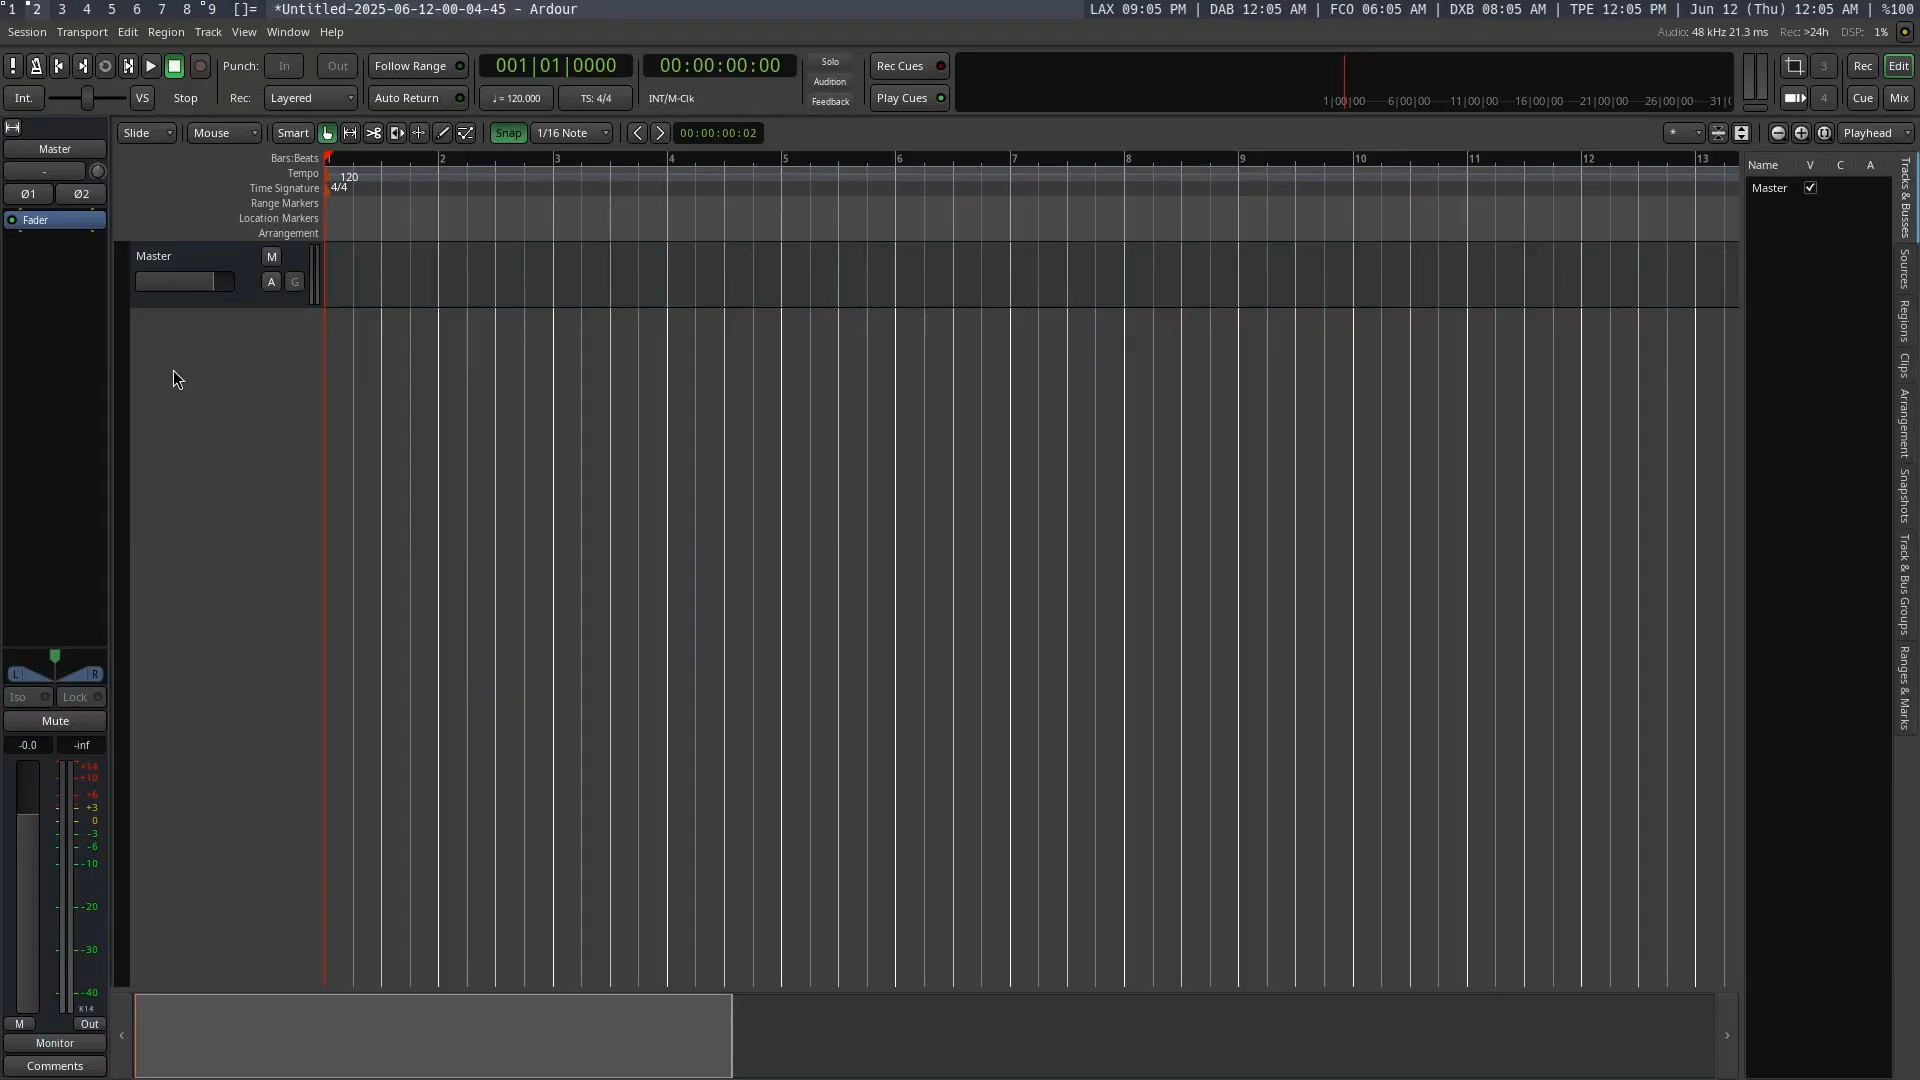 1 2 3 4 5 6 7 8 9 []= *Untitled-2025-06-12-00-04-45 - Ardour LAX 09:05 PM | DAB 12:05 AM | FCO 06:05 AM | DXB 08:05 AM | TPE 12:05 PM | Jun 12 (Thu) 12:05 AM | %100
Session Transport Edit Region Track View Window Help Audio: 48 kHz 21.3 ms Rec: >24h DSP: 1%
Punch: In Out Follow Range 001|01|0000 00:00:00:00 Solo Rec Cues 3 Rec Edit
Audition
Int. VS Stop Rec: Layered Auto Return ♩ = 120.000 TS: 4/4 INT/M-Clk Feedback Play Cues 1|00|00 6|00|00 11|00|00 16|00|00 21|00|00 26|00|00 31|( 4 Cue Mix
Slide Mouse Smart Snap 1/16 Note 00:00:00:02 * Playhead
Master
Bars:Beats 2 3 4 5 6 7 8 9 10 11 12 13 Name V C A
Tempo 120
Time Signature 4/4 Master
Range Markers
Location Markers
Arrangement
-
Ø1 Ø2
Fader
Master M
A G
Tracks & Busses
Sources
Regions
Clips
Arrangement
Snapshots
Track & Bus Groups
Ranges & Marks
L R
Iso Lock
Mute
-0.0 -inf
+14
+10
+6
+3
0
-3
-6
-10
-20
-30
-40
K14
M Out
Monitor
Comments